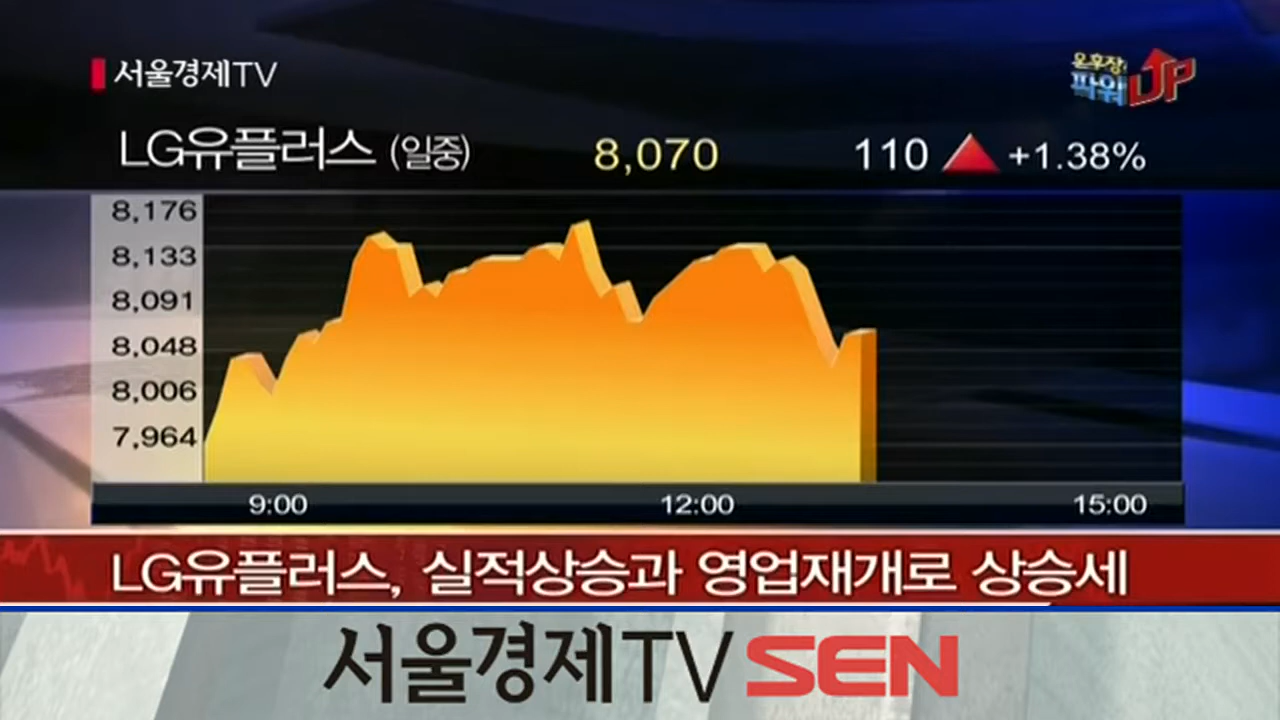 서울경제TV
오후장
파워UP
LG유플러스 (일중) 8,070 110 ▲ +1.38%
8,176
8,133
8,091
8,048
8,006
7,964
9:00 12:00 15:00
LG유플러스, 실적상승과 영업재개로 상승세
서울경제TV SEN